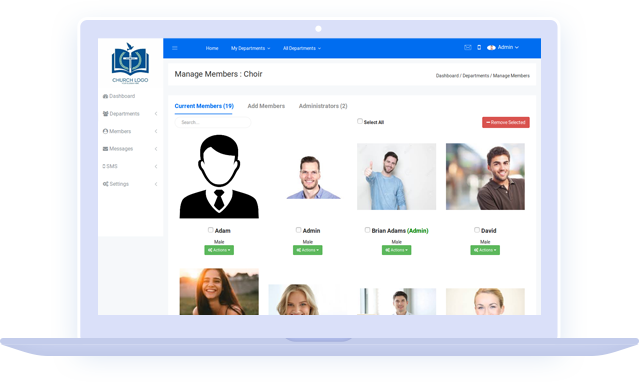 CHURCH LOGO
Home
My Departments
All Departments
Admin
Manage Members : Choir
Dashboard / Departments / Manage Members
Dashboard
Departments
Members
Messages
SMS
Settings
Current Members (19)
Add Members
Administrators (2)
Search...
Select All
Remove Selected
Adam
Male
Actions
Admin
Male
Actions
Brian Adams (Admin)
Male
Actions
David
Male
Actions